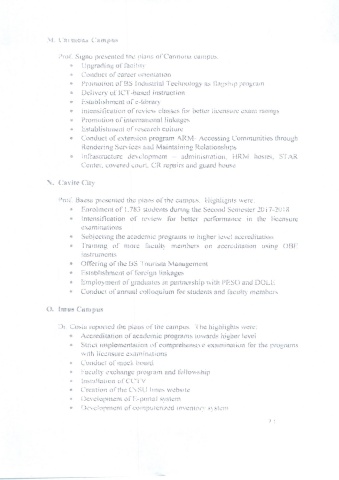 M. Carmona Campus
Prof. presented the plans of Carmona campus.
• Upgrading of facility
• Conduct of career orientation
• Promotion of BS Industrial Technology as flagship program
• Delivery of ICT-based instruction
• Establishment of e-library
• Intensification of review classes for better licensure exam ratings
• Promotion of international linkages
• Establishment of research culture
• Conduct of extension program ARM- Accessing Communities through
Rendering Services and Maintaining Relationships
• Infrastructure development – administration, HRM hostel, STAR
Center, covered court, CR repairs and guard house
N. Cavite City
Prof. presented the plans of the campus. Highlights were:
• Enrolment of 1,783 students during the Second Semester 2017-2018
• Intensification of review for better performance in the licensure
examinations
• Subjecting the academic programs to higher level accreditation
• Training of more faculty members on accreditation using OBE
instruments
• Offering of the BS Tourism Management
• Establishment of foreign linkages
• Employment of graduates in partnership with PESO and DOLE
• Conduct of annual colloquium for students and faculty members
O. Imus Campus
Dr. reported the plans of the campus. The highlights were:
• Accreditation of academic programs towards higher level
• Strict implementation of comprehensive examination for the programs
with licensure examinations
• Conduct of mock board
• Faculty exchange program and fellowship
• Installation of CCTV
• Creation of the CvSU Imus website
• Development of E-portal system
• Development of computerized inventory system